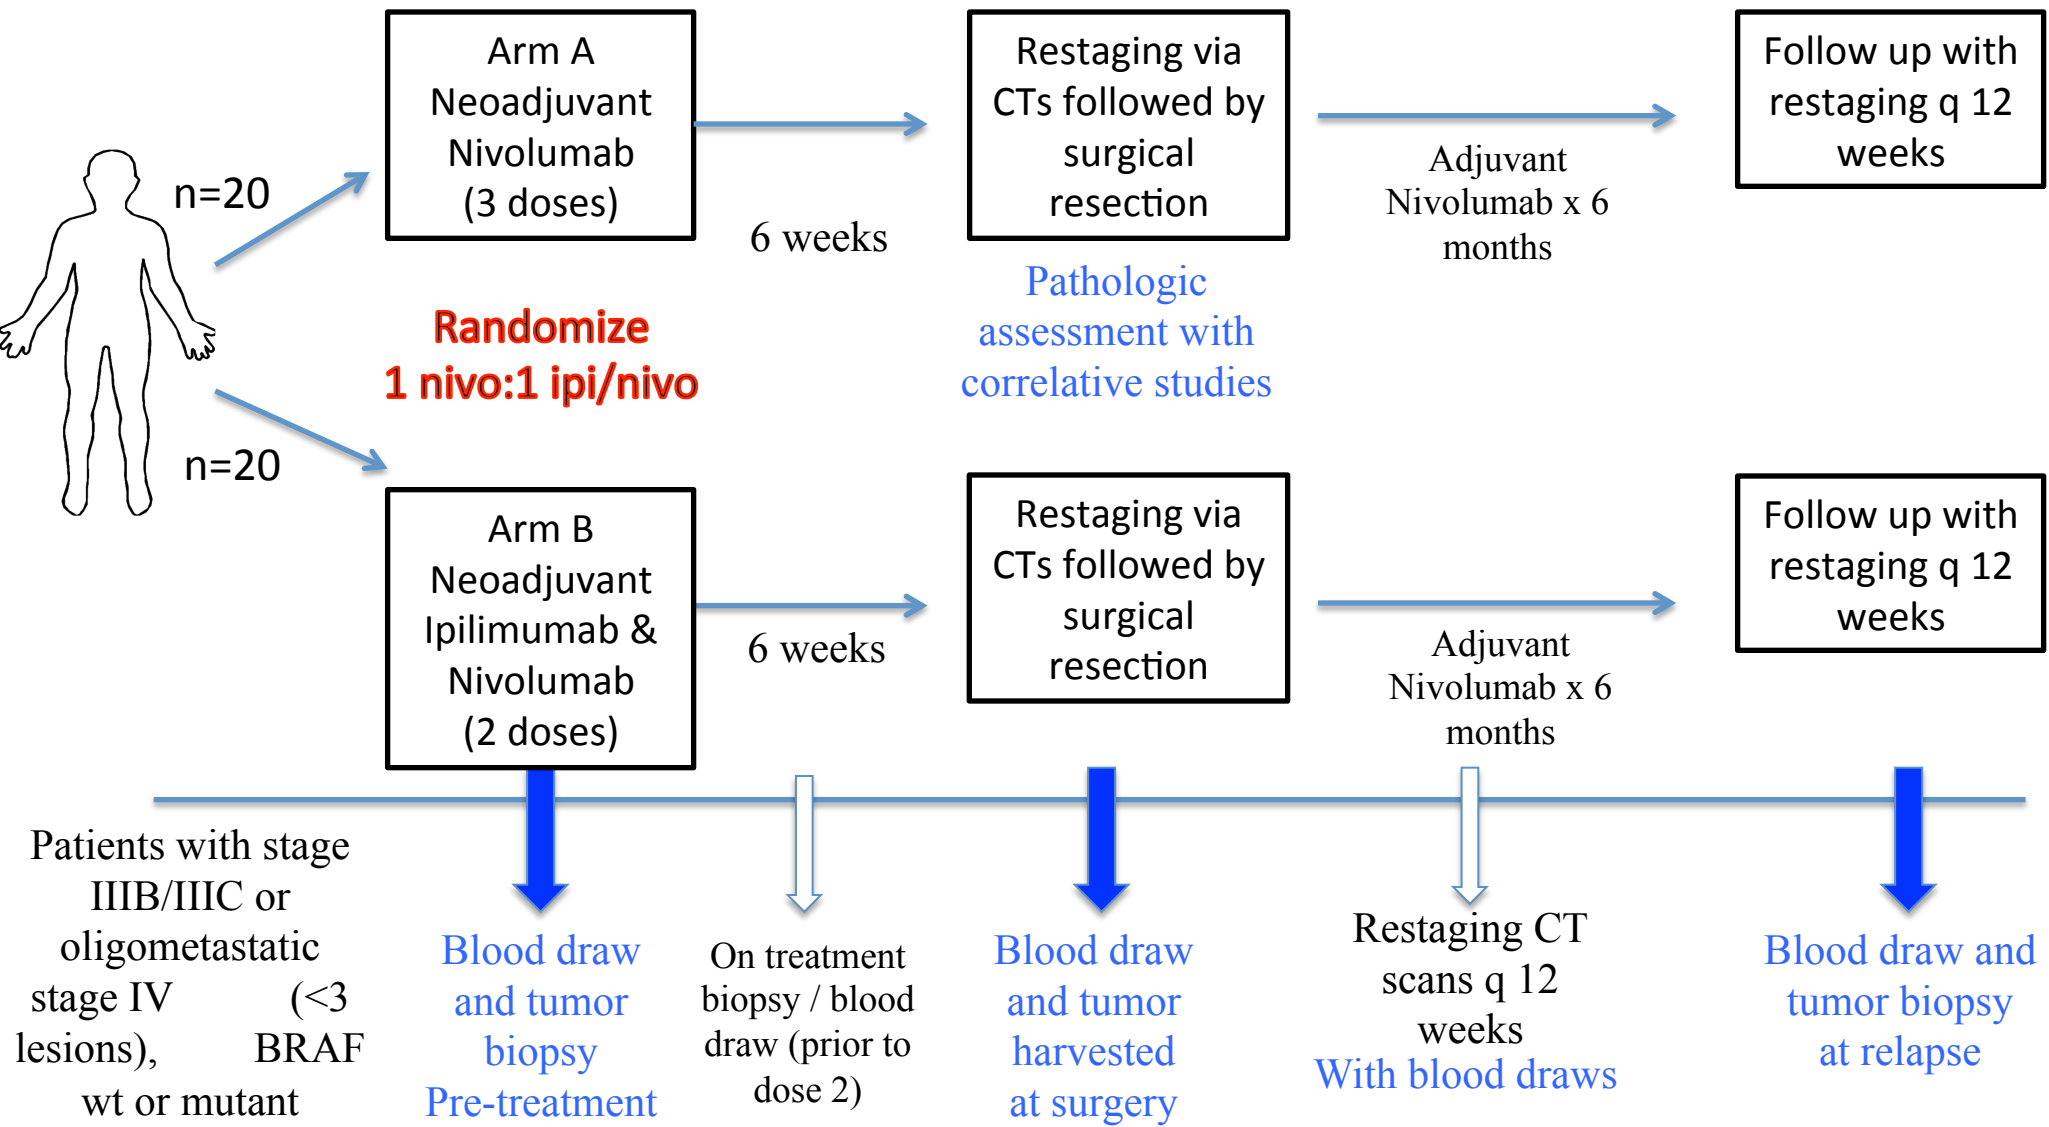 n=20
Arm A
Neoadjuvant
Nivolumab
(3 doses)
6 weeks
Restaging via
CTs followed by
surgical
resection
Adjuvant
Nivolumab x 6
months
Follow up with
restaging q 12
weeks
Randomize
1 nivo:1 ipi/nivo
Pathologic
assessment with
correlative studies
n=20
Arm B
Neoadjuvant
Ipilimumab &
Nivolumab
(2 doses)
6 weeks
Restaging via
CTs followed by
surgical
resection
Adjuvant
Nivolumab x 6
months
Follow up with
restaging q 12
weeks
Patients with stage
IIIB/IIIC or
oligometastatic
stage IV (<3
lesions), BRAF
wt or mutant
Blood draw
and tumor
biopsy
Pre-treatment
On treatment
biopsy / blood
draw (prior to
dose 2)
Blood draw
and tumor
harvested
at surgery
Restaging CT
scans q 12
weeks
With blood draws
Blood draw and
tumor biopsy
at relapse